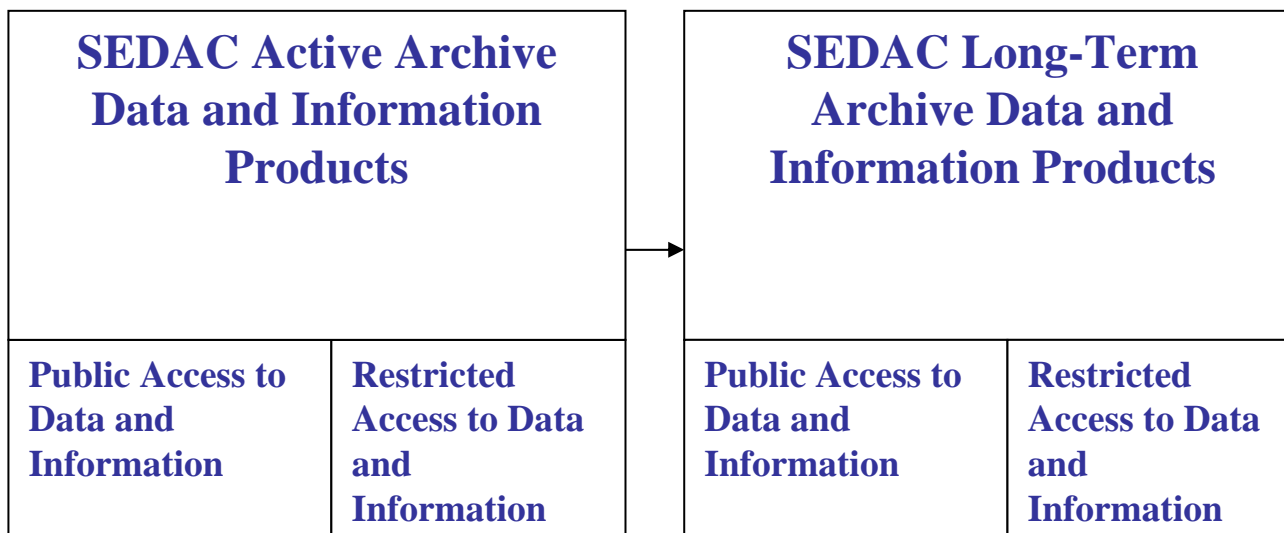 SEDAC Active Archive
Data and Information
Products
SEDAC Long-Term
Archive Data and
Information Products
Public Access to
Data and
Information
Restricted
Access to Data
and
Information
Public Access to
Data and
Information
Restricted
Access to Data
and
Information